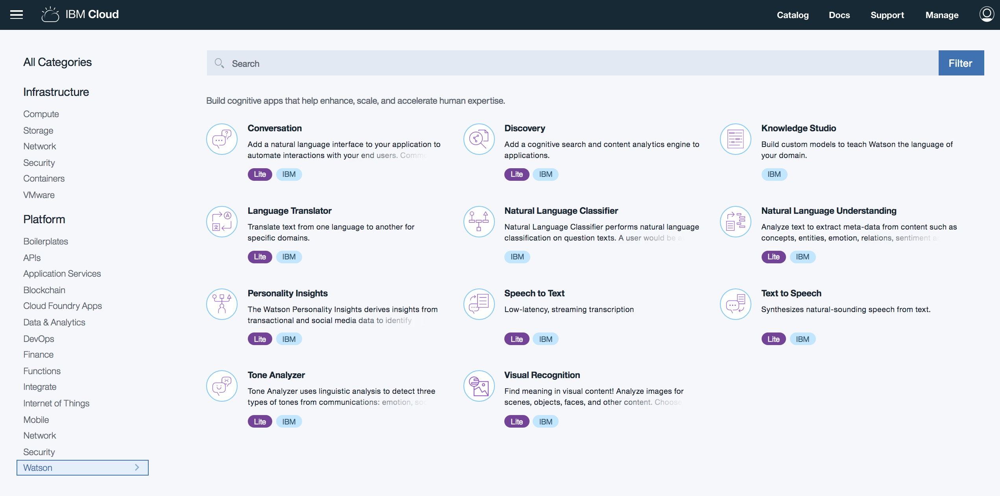 IBM Cloud
Catalog
Docs
Support
Manage
All Categories
Infrastructure
Compute
Storage
Network
Security
Containers
VMware
Platform
Boilerplates
APIs
Application Services
Blockchain
Cloud Foundry Apps
Data & Analytics
DevOps
Finance
Functions
Integrate
Internet of Things
Mobile
Network
Security
Watson
Search
Filter
Build cognitive apps that help enhance, scale, and accelerate human expertise.
Conversation
Add a natural language interface to your application to
automate interactions with your end users.
Lite
IBM
Discovery
Add a cognitive search and content analytics engine to
applications.
Lite
IBM
Knowledge Studio
Build custom models to teach Watson the language of
your domain.
IBM
Language Translator
Translate text from one language to another for
specific domains.
Lite
IBM
Natural Language Classifier
Natural Language Classifier performs natural language
classification on question texts. A user would be
IBM
Natural Language Understanding
Analyze text to extract meta-data from content such as
concepts, entities, emotion, relations, sentiment
Lite
IBM
Personality Insights
The Watson Personality Insights derives insights from
transactional and social media data to identify
Lite
IBM
Speech to Text
Low-latency, streaming transcription
Lite
IBM
Text to Speech
Synthesizes natural-sounding speech from text.
Lite
IBM
Tone Analyzer
Tone Analyzer uses linguistic analysis to detect three
types of tones from communications: emotion,
Lite
IBM
Visual Recognition
Find meaning in visual content! Analyze images for
scenes, objects, faces, and other content. Choose
Lite
IBM